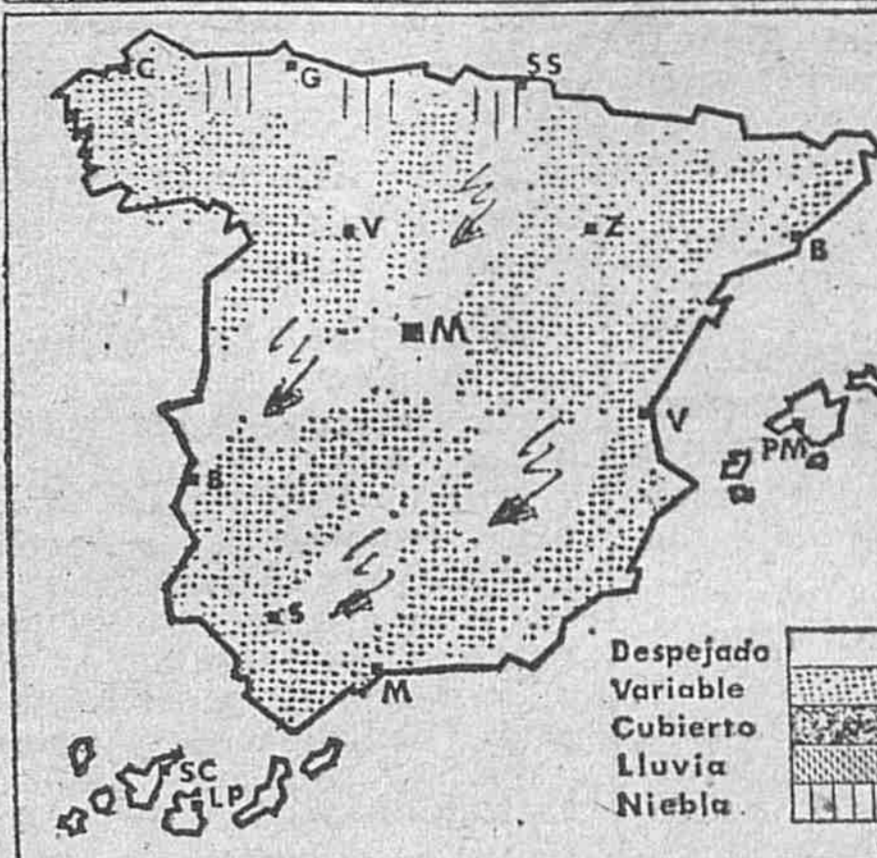 C
G
SS
V
Z
B
M
V
PM
B
S
M
SC
LP
Despejado
Variable
Cubierto
Lluvia
Niebla.